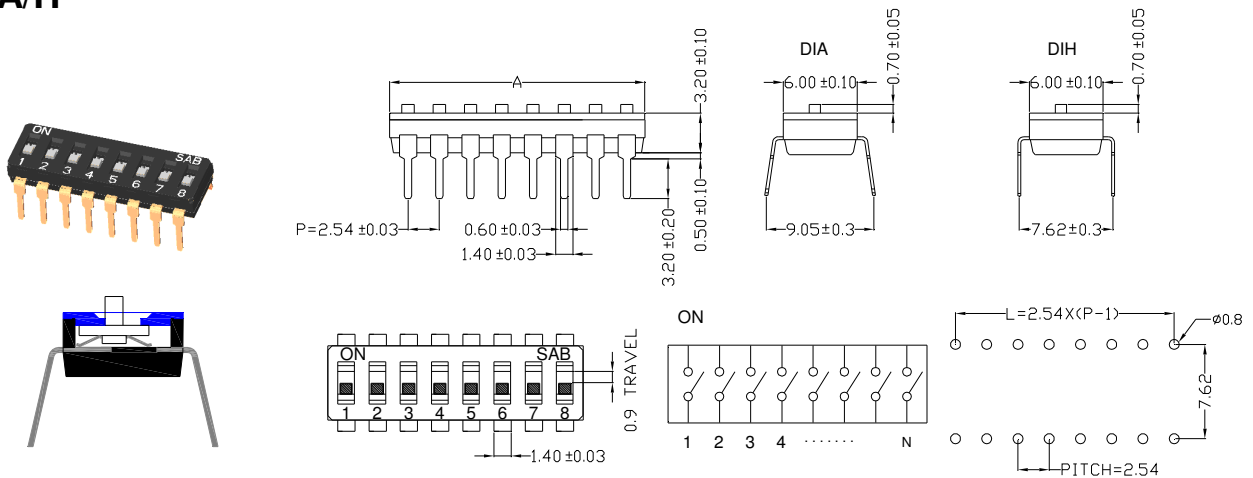 A/H
ON
SAB
1 2 3 4 5 6 7 8
A
3.20 ±0.10
P=2.54 ±0.03
0.60 ±0.03
1.40 ±0.03
3.20 ±0.20
0.50 ±0.10
DIA
6.00 ±0.10
0.70 ±0.05
9.05±0.3
DIH
6.00 ±0.10
0.70 ±0.05
7.62±0.3
ON SAB
1 2 3 4 5 6 7 8
0.9 TRAVEL
1.40 ±0.03
ON
1 2 3 4 ······· N
L=2.54X(P-1)
ø0.8
7.62
PITCH=2.54